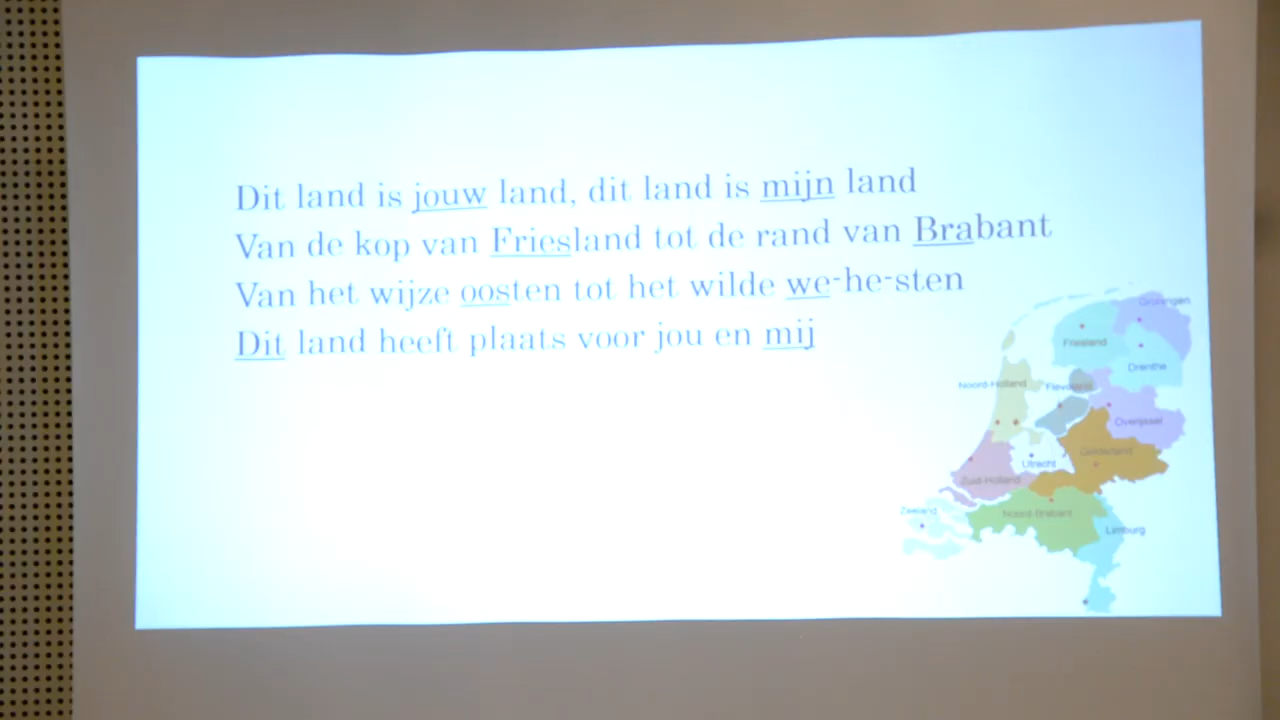 Dit land is jouw land, dit land is mijn land
Van de kop van Friesland tot de rand van Brabant
Van het wijze oosten tot het wilde we-he-sten
Dit land heeft plaats voor jou en mij
Groningen
Friesland
Drenthe
Noord-Holland
Flevoland
Overijssel
Gelderland
Utrecht
Zuid-Holland
Zeeland
Noord-Brabant
Limburg